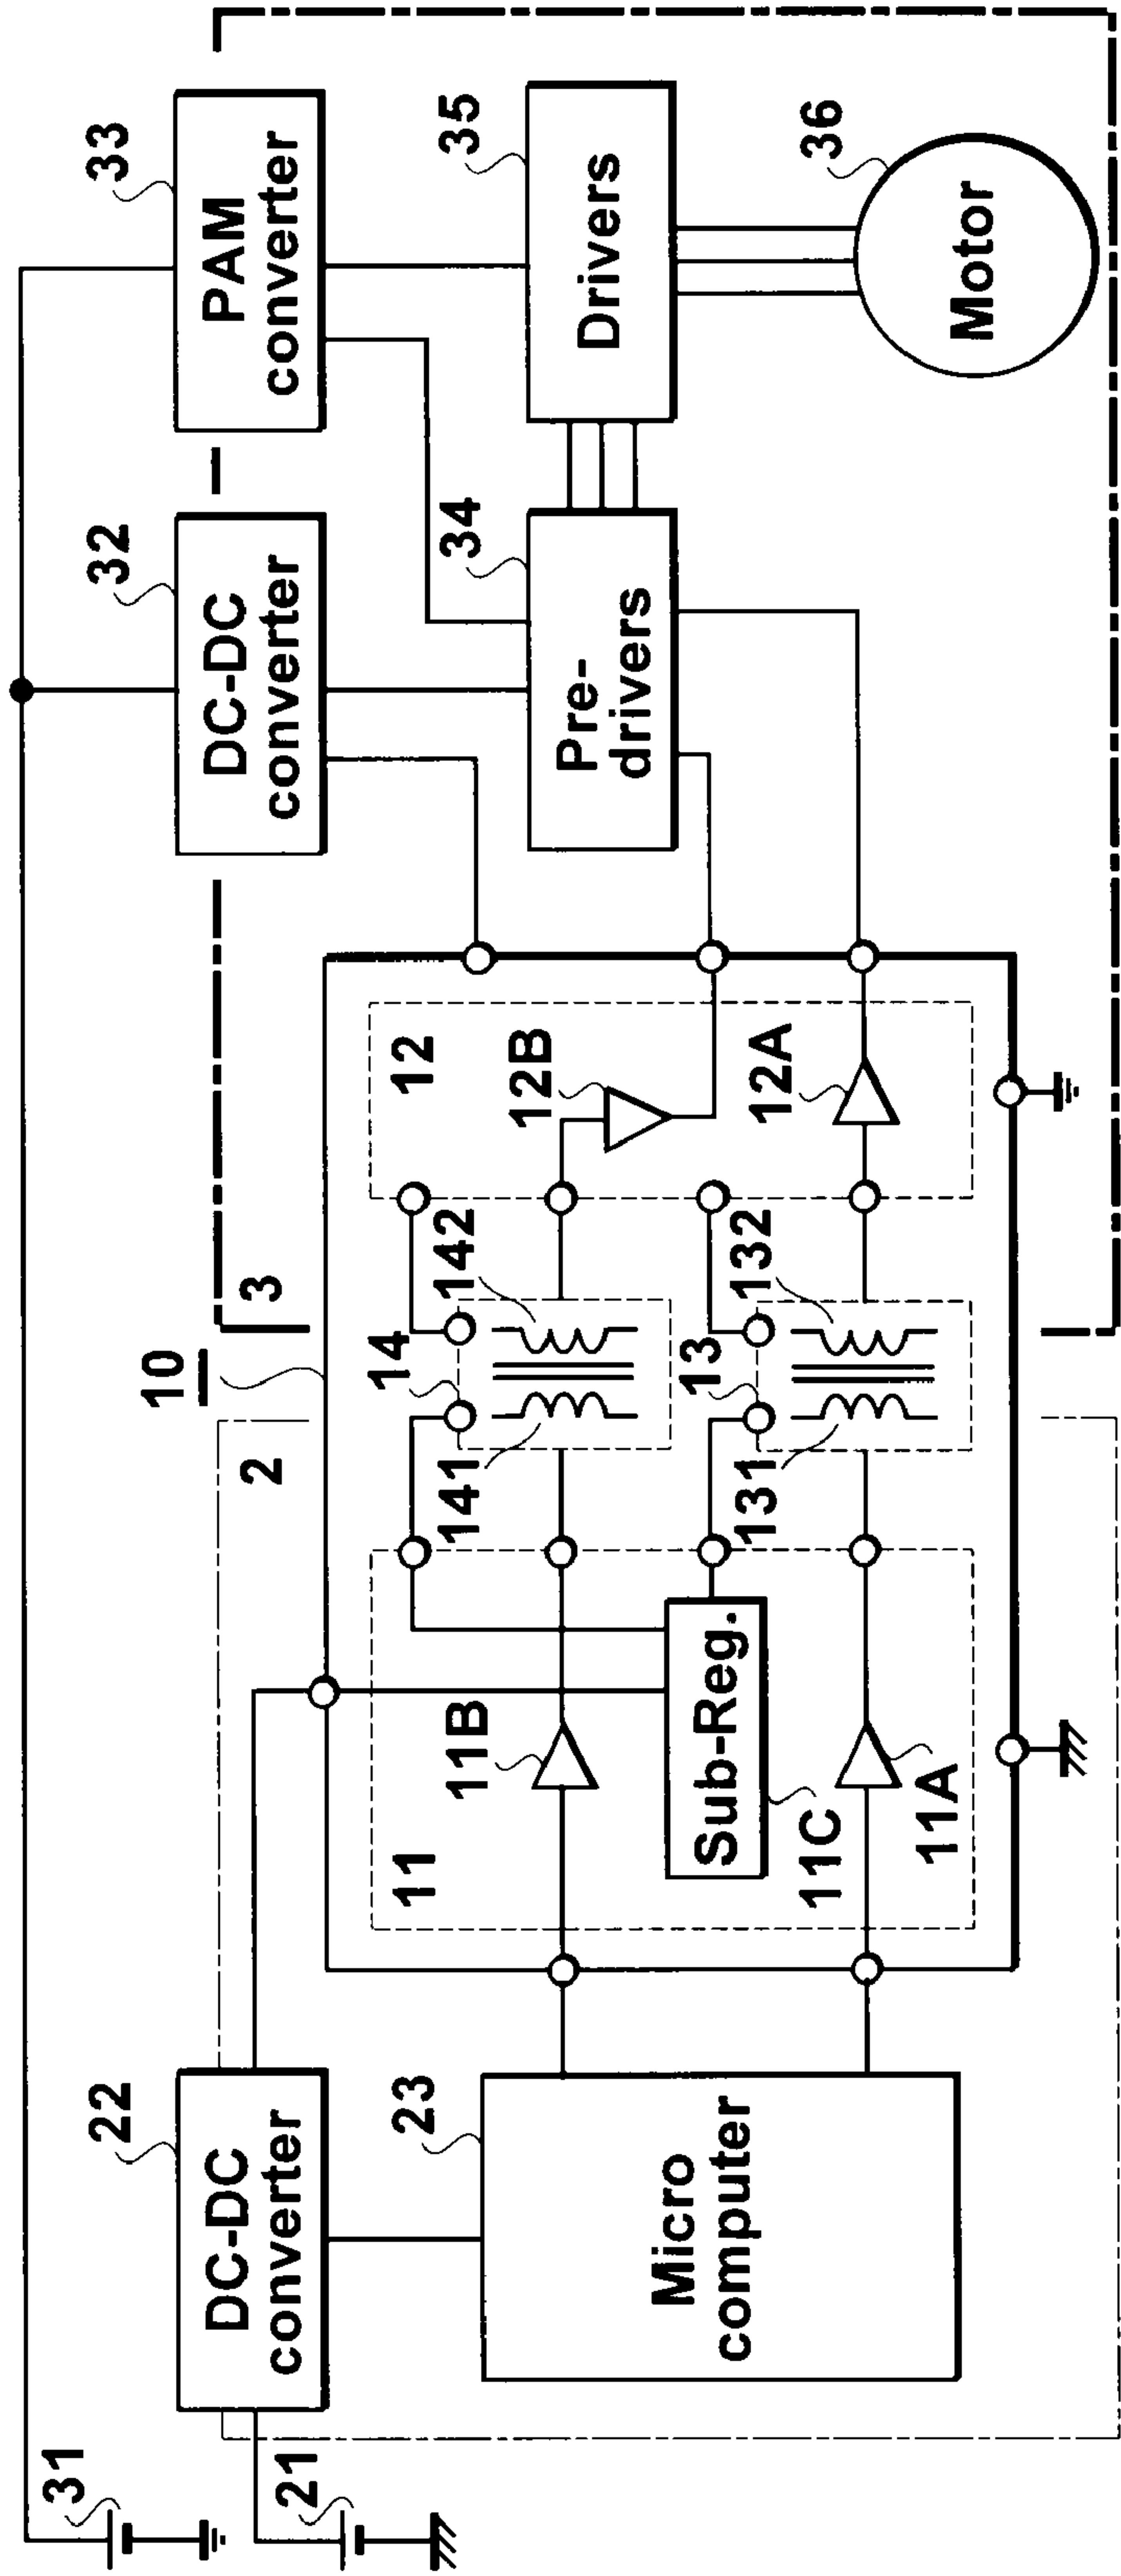 31
21
22
DC-DC
converter
23
Micro
computer
2
10
3
11
11B
Sub-Reg.
11C
11A
141
14
142
131
13
132
12
12B
12A
32
DC-DC
converter
33
PAM
converter
34
Pre-
drivers
35
Drivers
36
Motor